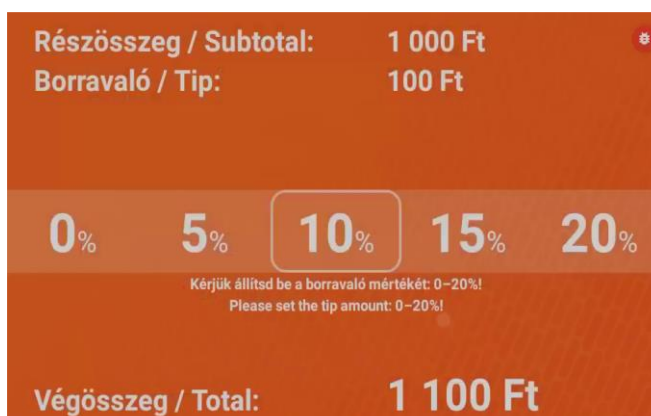 Részösszeg / Subtotal: 1 000 Ft
Borravaló / Tip: 100 Ft
0% 5% 10% 15% 20%
Kérjük állítsd be a borravaló mértékét: 0–20%!
Please set the tip amount: 0–20%!
Végösszeg / Total: 1 100 Ft